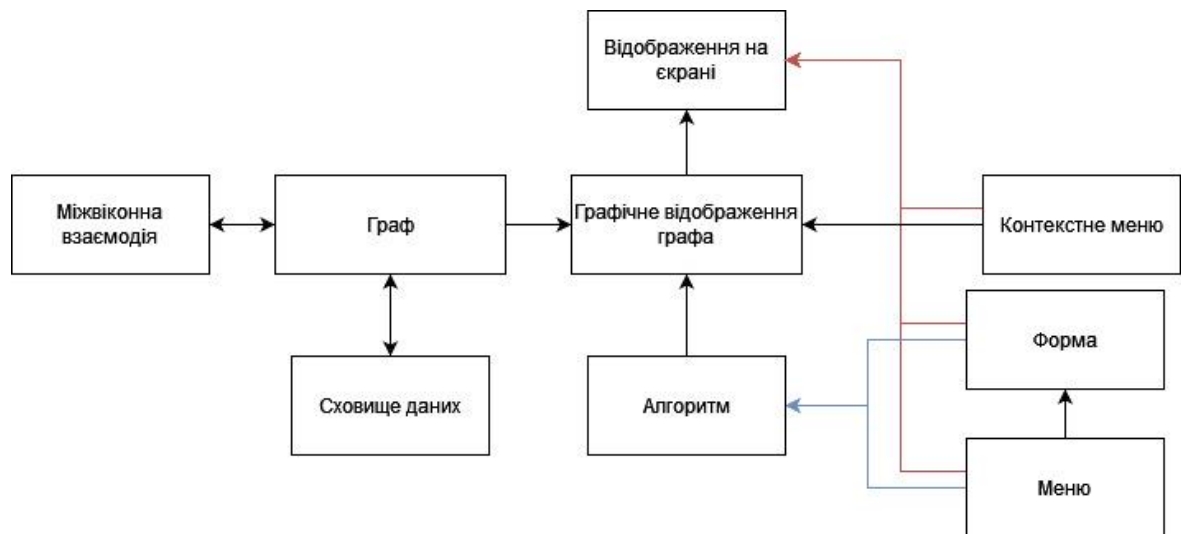 Відображення на
єкрані
Міжвіконна
взаємодія
Граф
Графічне відображення
графа
Контекстне меню
Форма
Сховище даних
Алгоритм
Меню